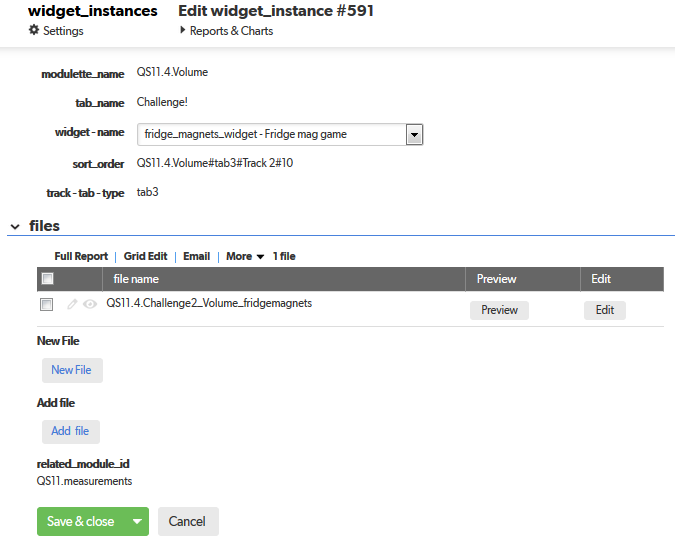 widget_instances Edit widget_instance #591
Settings Reports & Charts
modulette_name QS11.4.Volume
tab_name Challenge!
widget - name fridge_magnets_widget - Fridge mag game
sort_order QS11.4.Volume#tab3#Track 2#10
track - tab - type tab3
files
Full Report | Grid Edit | Email | More 1 file
file name Preview Edit
QS11.4.Challenge2_Volume_fridgemagnets Preview Edit
New File
New File
Add file
Add file
related_module_id
QS11.measurements
Save & close Cancel